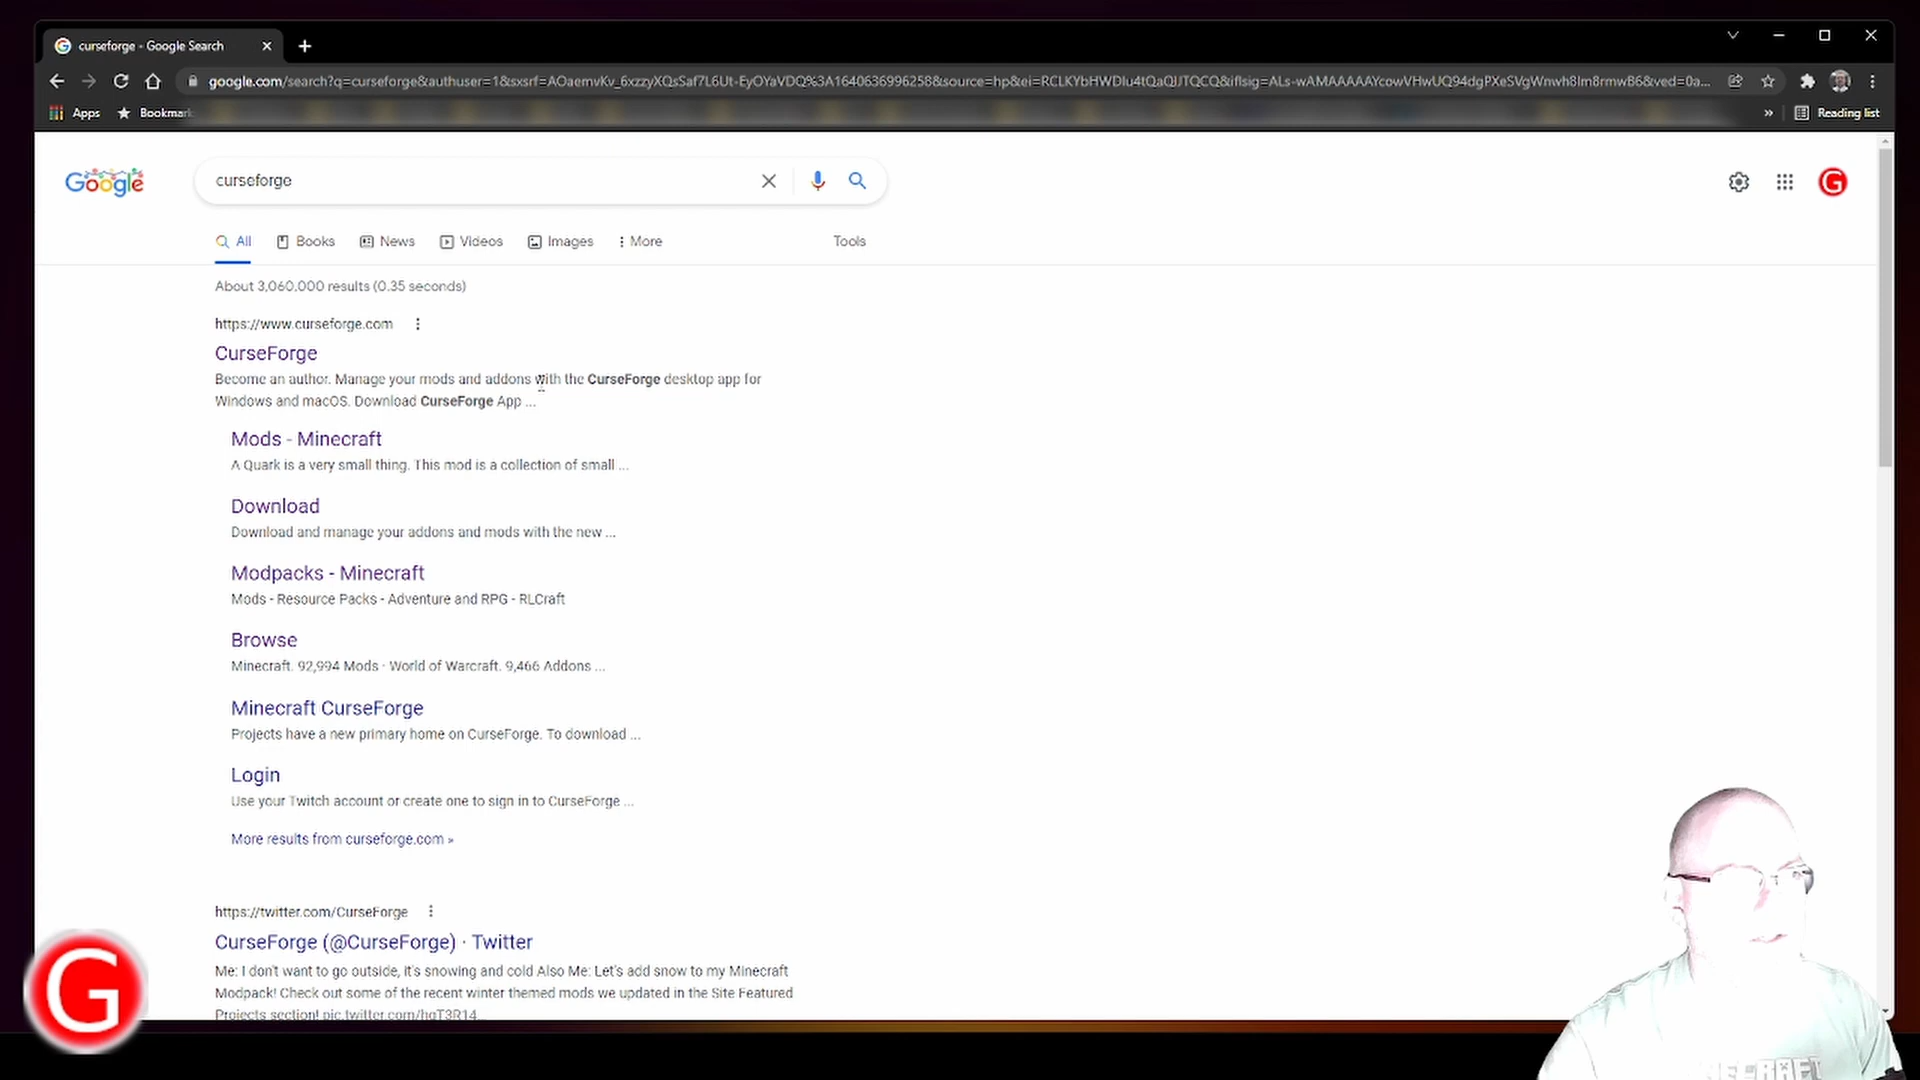 curseforge - Google Search
google.com/search?q=curseforge&authuser=1&sxsrf=AOaemvKv_6xzzyXQsSaf7L6Ut-EyOYaVDQ%3A1640636996258&source=hp&ei=RCLKYbHWDIu4tQaQlJTQCQ&iflsig=ALs-wAMAAAAAYcowVHwUQ94dgPXeSVgWnwh8lm8rmwB6&ved=0a...
Apps
Bookmark
»
Reading list
Google
curseforge
G
All
Books
News
Videos
Images
More
Tools
About 3,060,000 results (0.35 seconds)
https://www.curseforge.com
CurseForge
Become an author. Manage your mods and addons with the CurseForge desktop app for
Windows and macOS. Download CurseForge App ...
Mods - Minecraft
A Quark is a very small thing. This mod is a collection of small ...
Download
Download and manage your addons and mods with the new ...
Modpacks - Minecraft
Mods - Resource Packs - Adventure and RPG - RLCraft
Browse
Minecraft. 92,994 Mods · World of Warcraft. 9,466 Addons ...
Minecraft CurseForge
Projects have a new primary home on CurseForge. To download ...
Login
Use your Twitch account or create one to sign in to CurseForge ...
More results from curseforge.com »
https://twitter.com/CurseForge
CurseForge (@CurseForge) · Twitter
Me: I don't want to go outside, it's snowing and cold Also Me: Let's add snow to my Minecraft
Modpack! Check out some of the recent winter themed mods we updated in the Site Featured
Projects section! pic.twitter.com/hgT3R14...
G